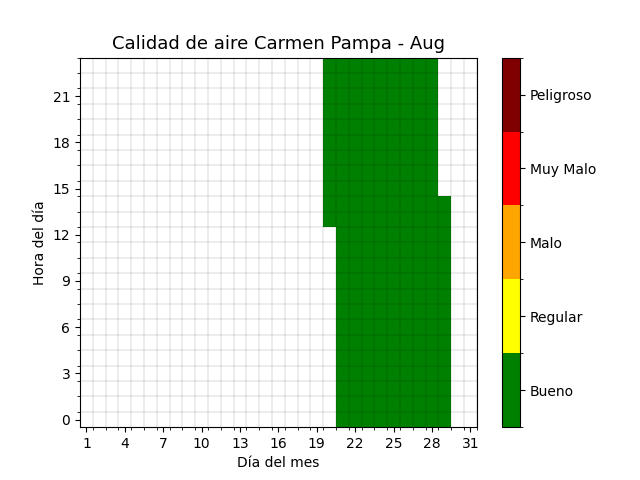 Calidad de aire Carmen Pampa - Aug
Hora del día
21
18
15
12
9
6
3
0
1 4 7 10 13 16 19 22 25 28 31
Día del mes
Peligroso
Muy Malo
Malo
Regular
Bueno